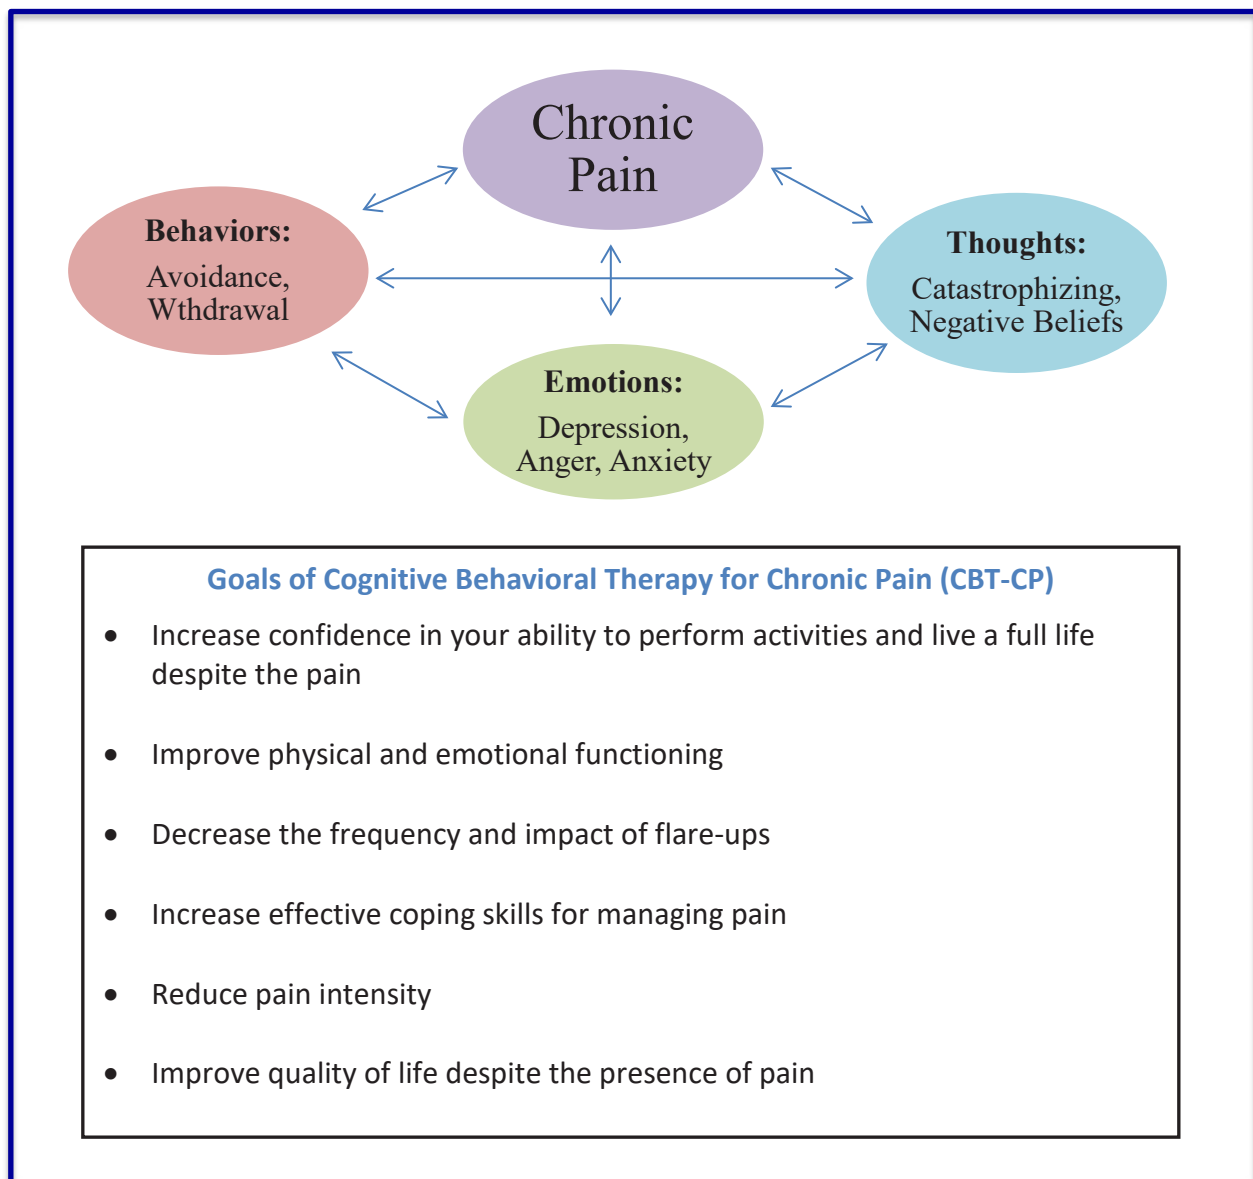 Chronic
Pain
Behaviors:
Avoidance,
Wthdrawal
Thoughts:
Catastrophizing,
Negative Beliefs
Emotions:
Depression,
Anger, Anxiety
Goals of Cognitive Behavioral Therapy for Chronic Pain (CBT-CP)
• Increase confidence in your ability to perform activities and live a full life
despite the pain
• Improve physical and emotional functioning
• Decrease the frequency and impact of flare-ups
• Increase effective coping skills for managing pain
• Reduce pain intensity
• Improve quality of life despite the presence of pain